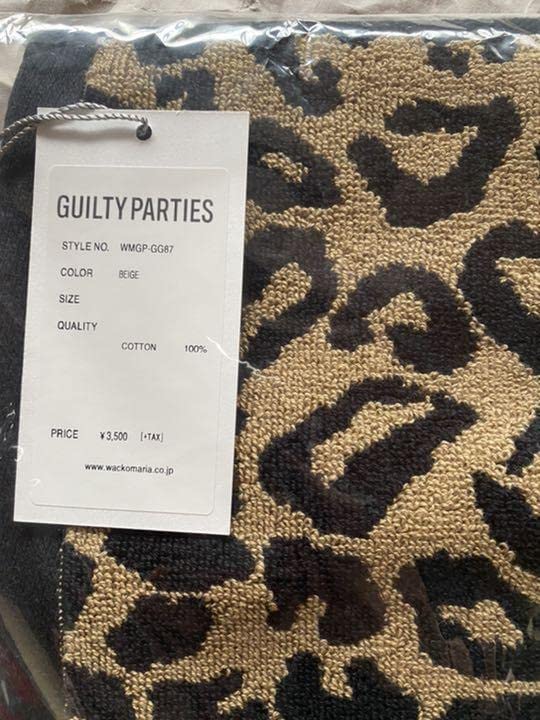 GUILTY PARTIES
STYLE NO. WMGP-GG87
COLOR BEIGE
SIZE
QUALITY
COTTON 100%
PRICE ¥3,500 [+TAX]
www.wackomaria.co.jp